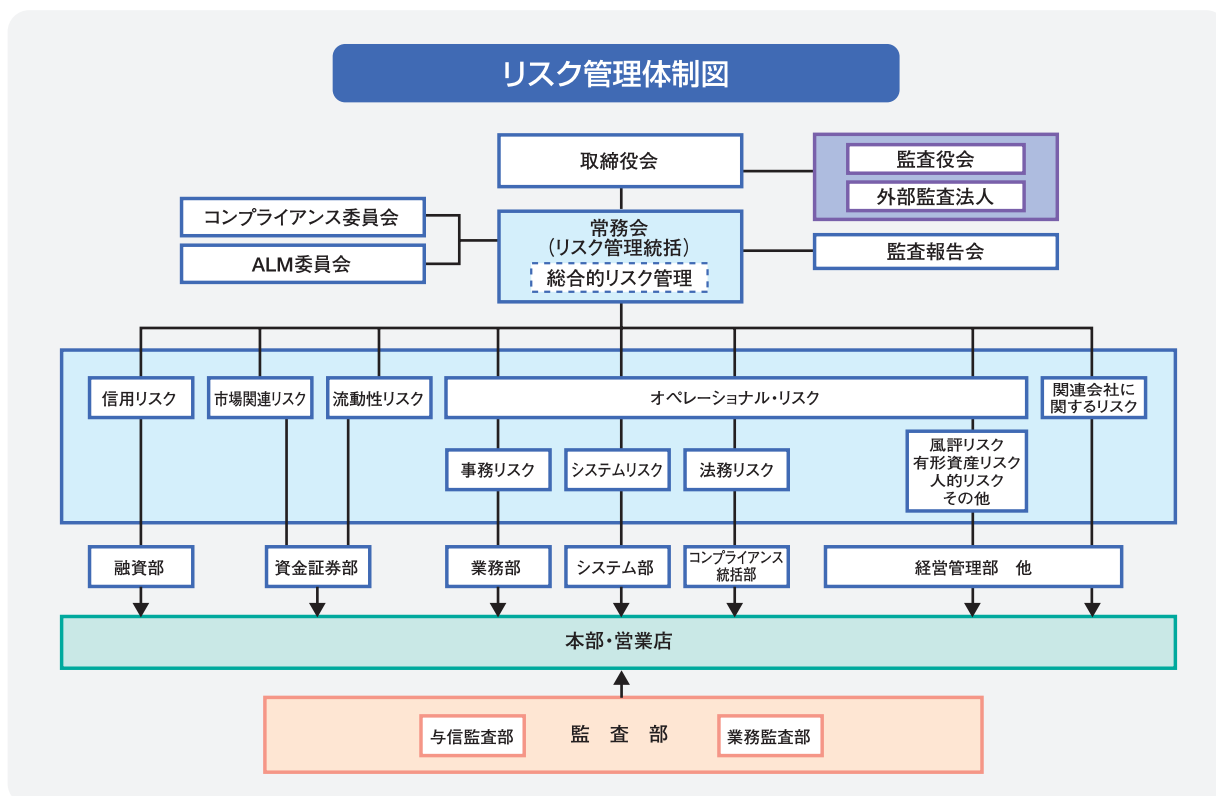 リスク管理体制図
取締役会
監査役会
外部監査法人
コンプライアンス委員会
ALM委員会
常務会
(リスク管理統括)
総合的リスク管理
監査報告会
信用リスク
市場関連リスク
流動性リスク
オペレーショナル・リスク
関連会社に
関するリスク
事務リスク
システムリスク
法務リスク
風評リスク
有形資産リスク
人的リスク
その他
融資部
資金証券部
業務部
システム部
コンプライアンス
統括部
経営管理部　他
本部・営業店
与信監査部
監　査　部
業務監査部